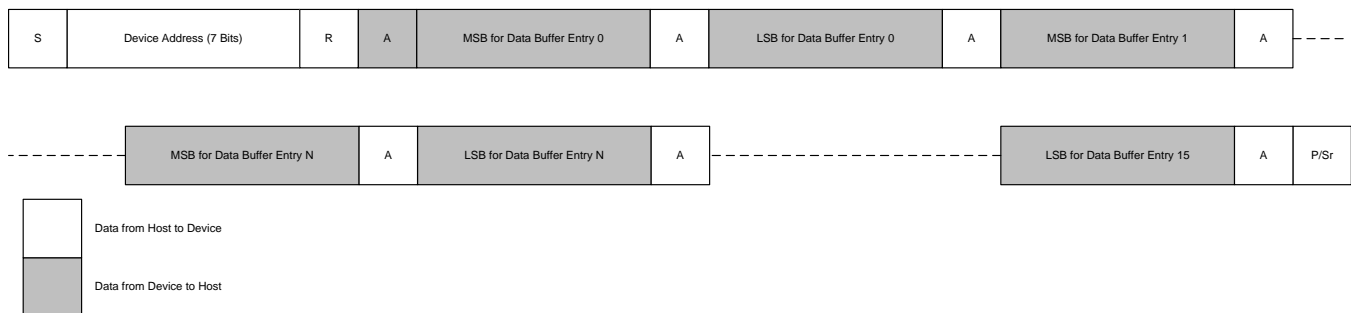 S Device Address (7 Bits) R A MSB for Data Buffer Entry 0 A LSB for Data Buffer Entry 0 A MSB for Data Buffer Entry 1 A
MSB for Data Buffer Entry N A LSB for Data Buffer Entry N A LSB for Data Buffer Entry 15 A P/Sr
Data from Host to Device
Data from Device to Host